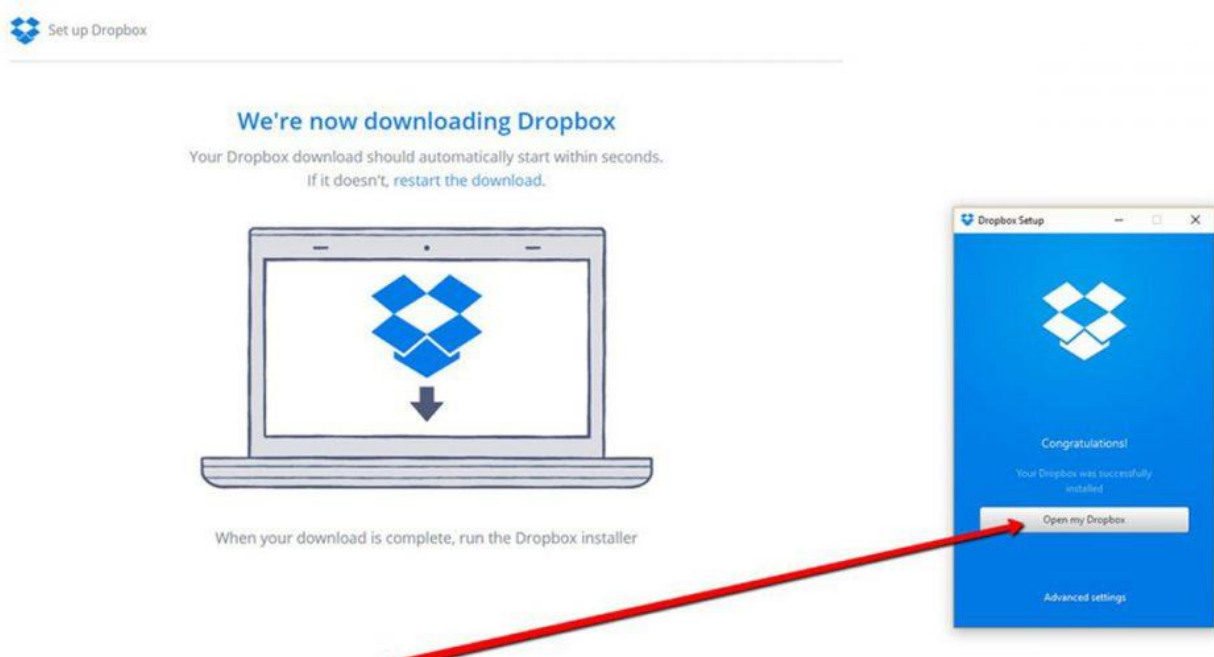 Set up Dropbox
We're now downloading Dropbox
Your Dropbox download should automatically start within seconds.
If it doesn't, restart the download.
When your download is complete, run the Dropbox installer
Dropbox Setup
Congratulations!
Your Dropbox was successfully
installed
Open my Dropbox
Advanced settings